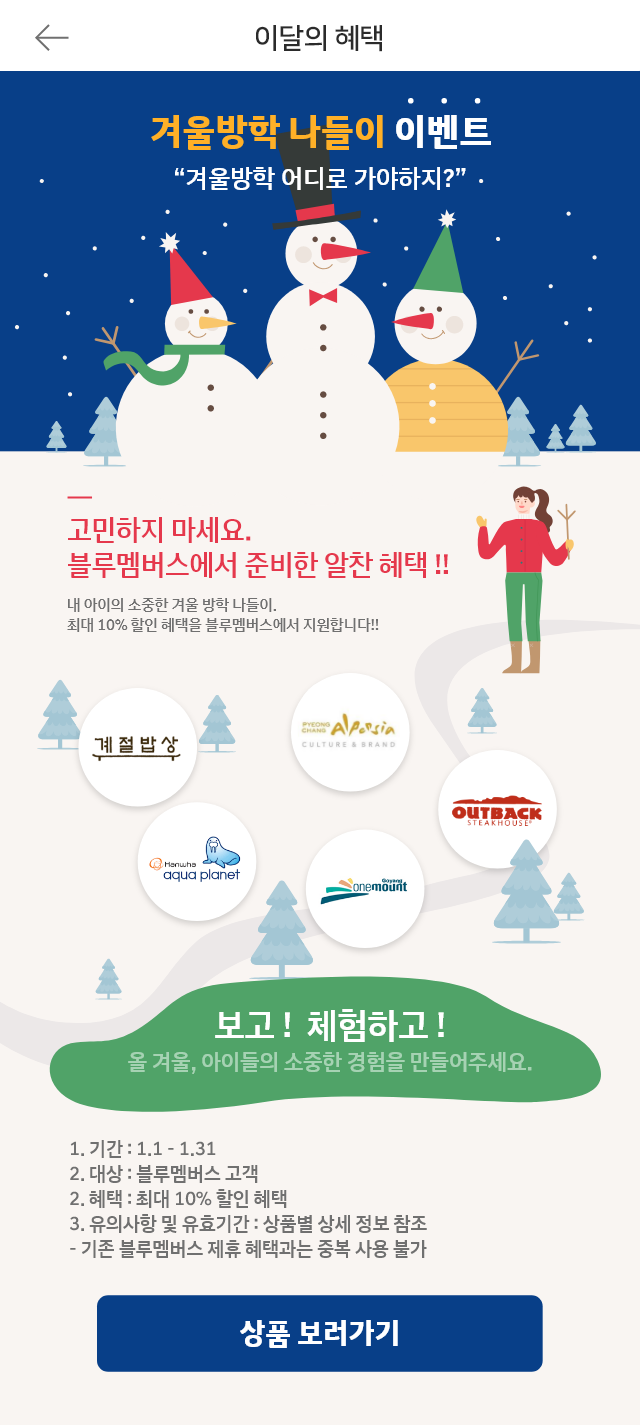 이달의 혜택
겨울방학 나들이 이벤트
“겨울방학 어디로 가야하지?”
고민하지 마세요.
블루멤버스에서 준비한 알찬 혜택 !!
내 아이의 소중한 겨울 방학 나들이.
최대 10% 할인 혜택을 블루멤버스에서 지원합니다!!
계절밥상
PYEONG CHANG Alpensia
CULTURE & BRAND
OUTBACK
STEAKHOUSE®
Hanwha
aqua planet
Goyang
onemount
보고 ! 체험하고 !
올 겨울, 아이들의 소중한 경험을 만들어주세요.
1. 기간 : 1.1 - 1.31
2. 대상 : 블루멤버스 고객
2. 혜택 : 최대 10% 할인 혜택
3. 유의사항 및 유효기간 : 상품별 상세 정보 참조
- 기존 블루멤버스 제휴 혜택과는 중복 사용 불가
상품 보러가기